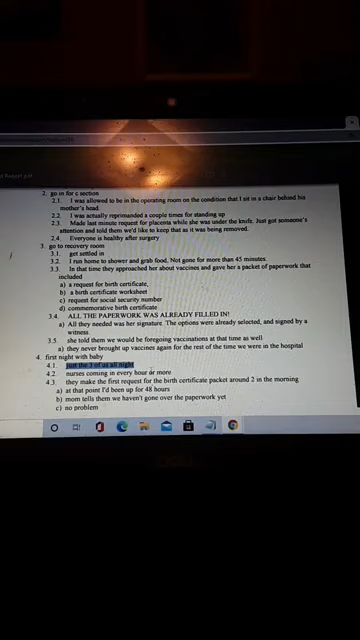 2. go in for c section
2.1. I was allowed to be in the operating room on the condition that I sit in a chair behind his
mother's head.
2.2. I was actually reprimanded a couple times for standing up
2.3. Made last minute request for placenta while she was under the knife. Just got someone's
attention and told them we'd like to keep that as it was being removed.
2.4. Everyone is healthy after surgery
3. go to recovery room
3.1. get settled in
3.2. I run home to shower and grab food. Not gone for more than 45 minutes.
3.3. In that time they approached her about vaccines and gave her a packet of paperwork that
included
a) a request for birth certificate,
b) a birth certificate worksheet
c) request for social security number
d) commemorative birth certificate
3.4. ALL THE PAPERWORK WAS ALREADY FILLED IN!
a) All they needed was her signature. The options were already selected, and signed by a
witness
3.5. she told them we would be foregoing vaccinations at that time as well
a) they never brought up vaccines again for the rest of the time we were in the hospital
4. first night with baby
4.1. just the 3 of us all night
4.2. nurses coming in every hour or more
4.3. they make the first request for the birth certificate packet around 2 in the morning
a) at that point I'd been up for 48 hours
b) mom tells them we haven't gone over the paperwork yet
c) no problem